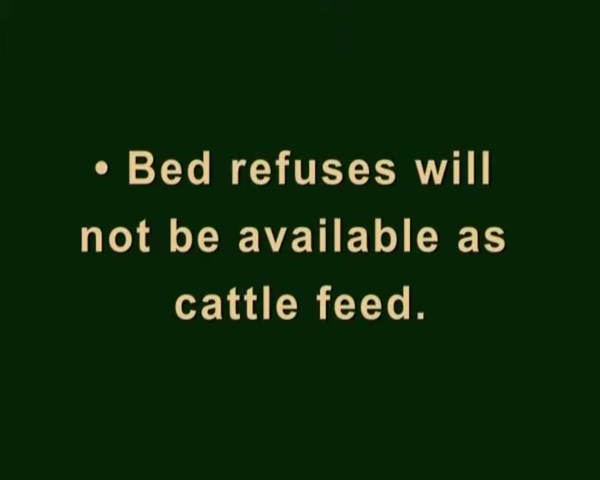 • Bed refuses will
not be available as
cattle feed.